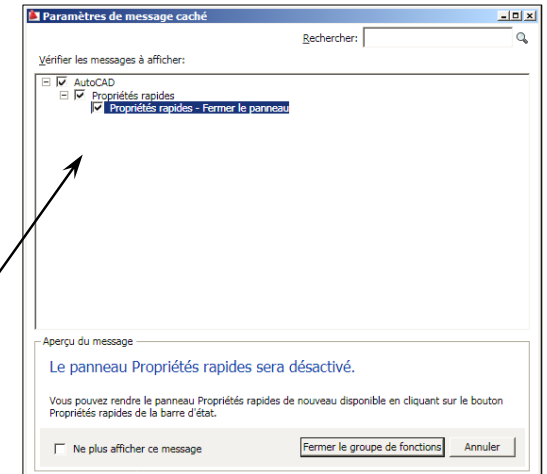 Paramètres de message caché
Rechercher:
Vérifier les messages à afficher:
AutoCAD
Propriétés rapides
Propriétés rapides - Fermer le panneau
Aperçu du message
Le panneau Propriétés rapides sera désactivé.
Vous pouvez rendre le panneau Propriétés rapides de nouveau disponible en cliquant sur le bouton
Propriétés rapides de la barre d'état.
Ne plus afficher ce message
Fermer le groupe de fonctions
Annuler